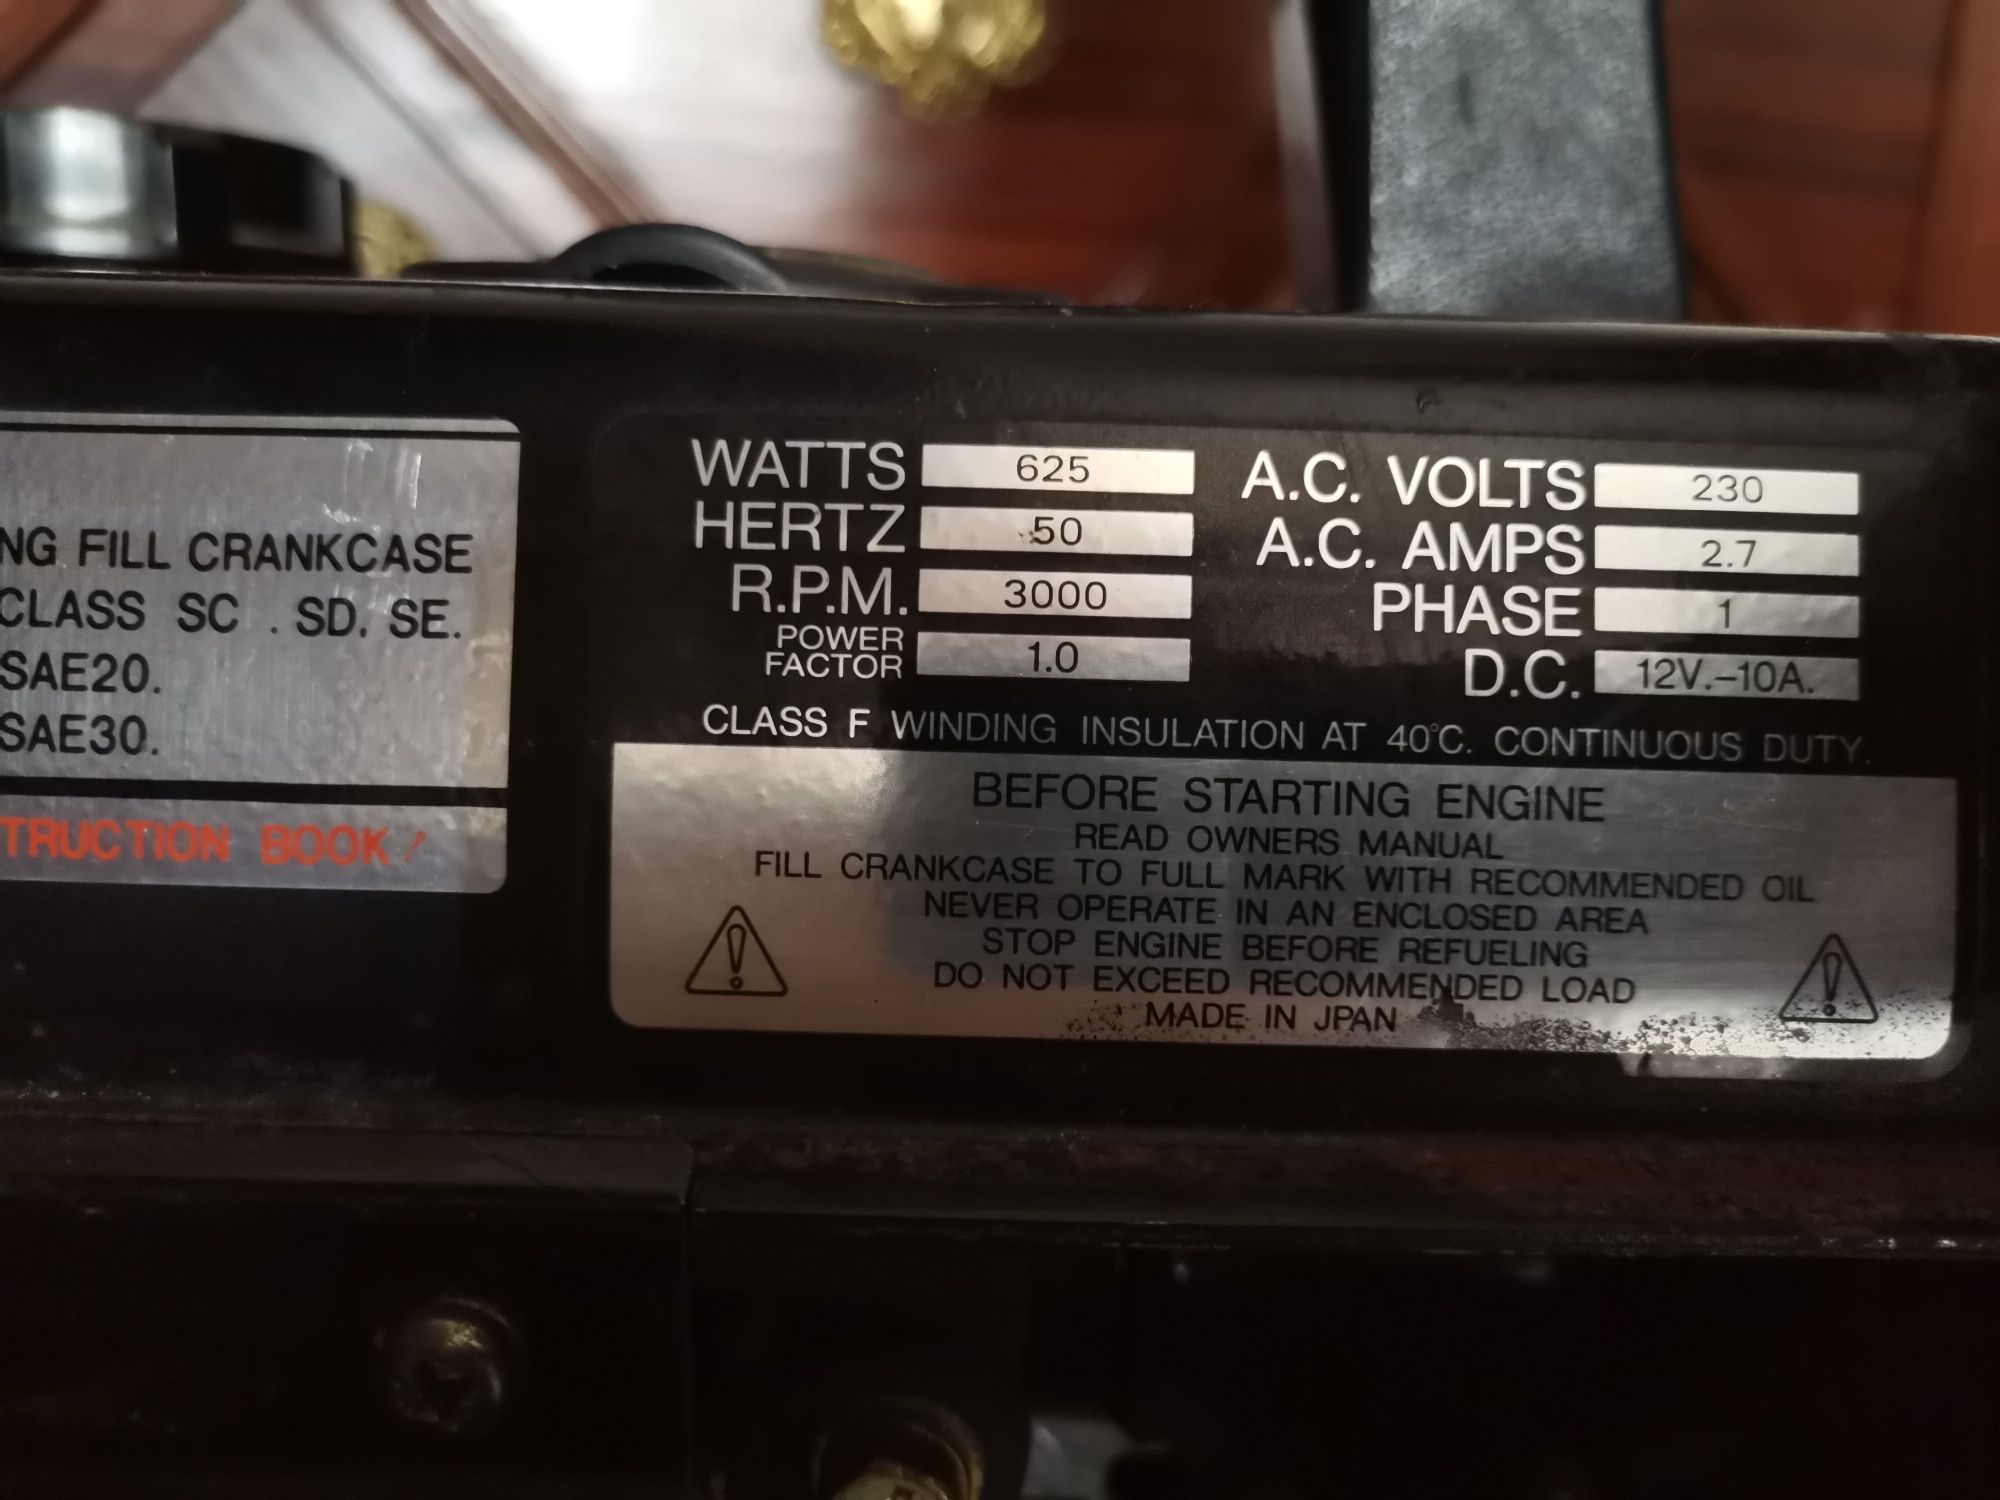 NG FILL CRANKCASE
CLASS SC . SD. SE.
SAE20.
SAE30.
TRUCTION BOOK!
WATTS 625 A.C. VOLTS 230
HERTZ 50 A.C. AMPS 2.7
R.P.M. 3000 PHASE 1
POWER FACTOR 1.0 D.C. 12V.-10A.
CLASS F WINDING INSULATION AT 40°C. CONTINUOUS DUTY.
BEFORE STARTING ENGINE
READ OWNERS MANUAL
FILL CRANKCASE TO FULL MARK WITH RECOMMENDED OIL
NEVER OPERATE IN AN ENCLOSED AREA
STOP ENGINE BEFORE REFUELING
DO NOT EXCEED RECOMMENDED LOAD
MADE IN JPAN